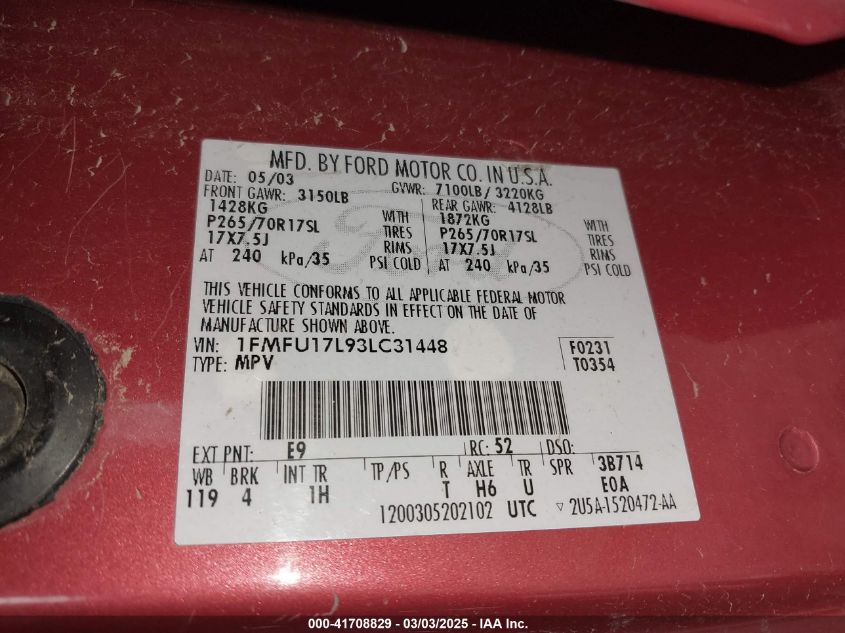 MFD. BY FORD MOTOR CO. IN U.S.A.
DATE: 05/03 GVWR: 7100LB/ 3220KG
FRONT GAWR: 3150LB REAR GAWR: 4128LB
1428KG WITH 1872KG WITH
P265/70R17SL TIRES P265/70R17SL TIRES
17X7.5J RIMS 17X7.5J RIMS
AT 240 kPa/35 PSI COLD AT 240 kPa/35 PSI COLD
THIS VEHICLE CONFORMS TO ALL APPLICABLE FEDERAL MOTOR
VEHICLE SAFETY STANDARDS IN EFFECT ON THE DATE OF
MANUFACTURE SHOWN ABOVE.
VIN: 1FMFU17L93LC31448 F0231
TYPE: MPV T0354
EXT PNT: E9 RC: 52 DSO:
WB BRK INT TR TP/PS R AXLE TR SPR 3B714
119 4 1H T H6 U E0A
1200305202102 UTC ▽ 2U5A-1520472-AA
000-41708829 - 03/03/2025 - IAA Inc.